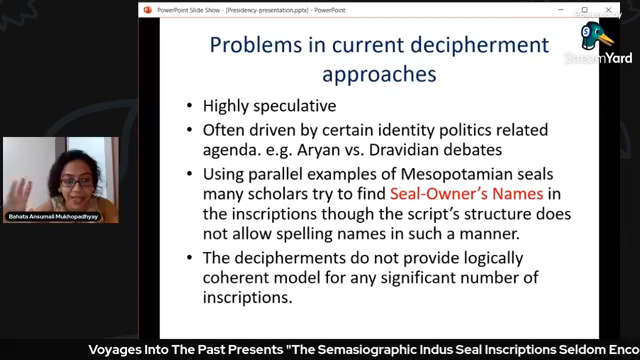 PowerPoint Slide Show - [Presidency-presentation.pptx] - PowerPoint
Problems in current decipherment
approaches
• Highly speculative
• Often driven by certain identity politics related
agenda. e.g. Aryan vs. Dravidian debates
• Using parallel examples of Mesopotamian seals
many scholars try to find Seal-Owner's Names in
the inscriptions though the script's structure does
not allow spelling names in such a manner.
• The decipherments do not provide logically
coherent model for any significant number of
inscriptions.
StreamYard
Bahata Ansumali Mukhopadhyay
Voyages Into The Past Presents "The Semasiographic Indus Seal Inscriptions Seldom Enco